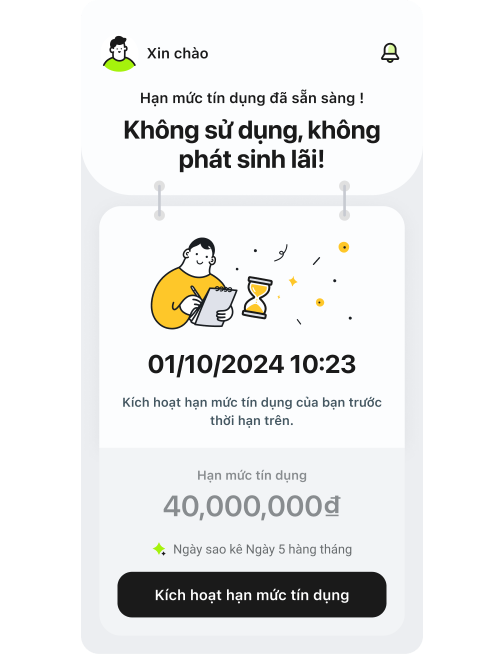 Xin chào
Hạn mức tín dụng đã sẵn sàng !
Không sử dụng, không
phát sinh lãi!
01/10/2024 10:23
Kích hoạt hạn mức tín dụng của bạn trước
thời hạn trên.
Hạn mức tín dụng
40,000,000₫
Ngày sao kê Ngày 5 hàng tháng
Kích hoạt hạn mức tín dụng